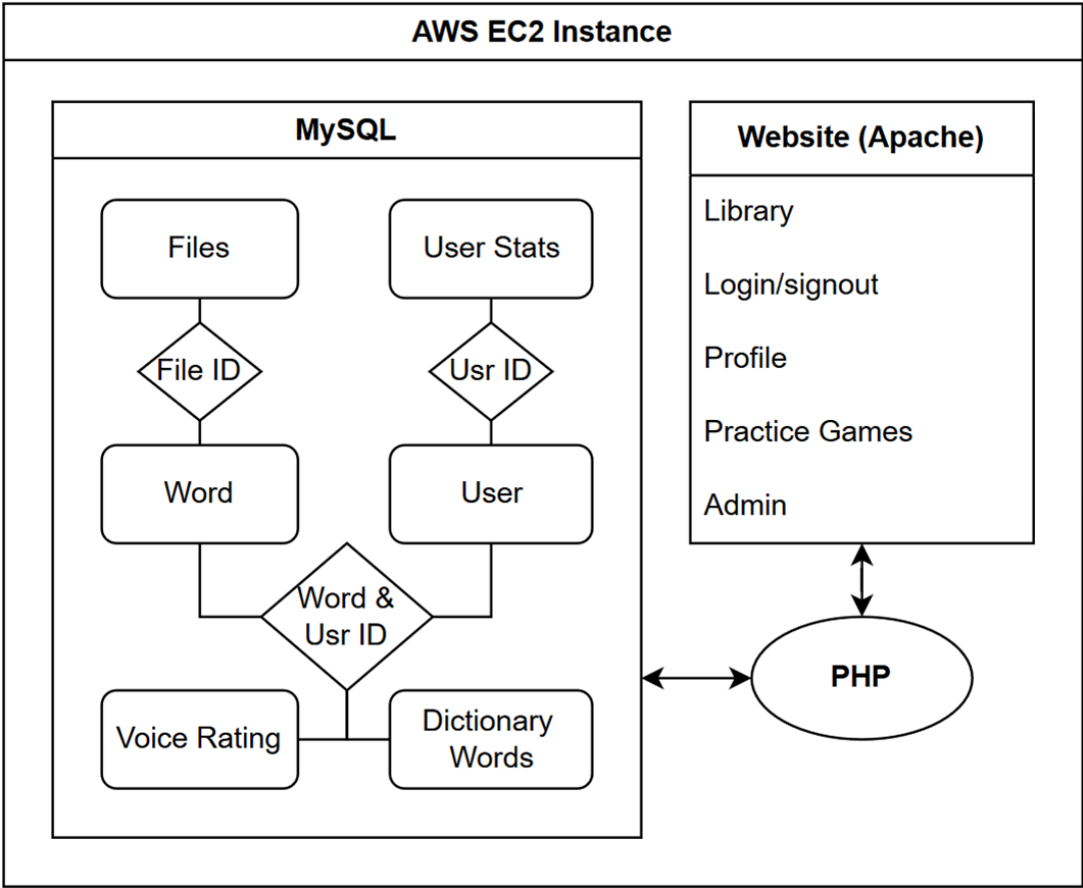 AWS EC2 Instance
MySQL
Files
User Stats
File ID
Usr ID
Word
User
Word &
Usr ID
Voice Rating
Dictionary
Words
Website (Apache)
Library
Login/signout
Profile
Practice Games
Admin
PHP